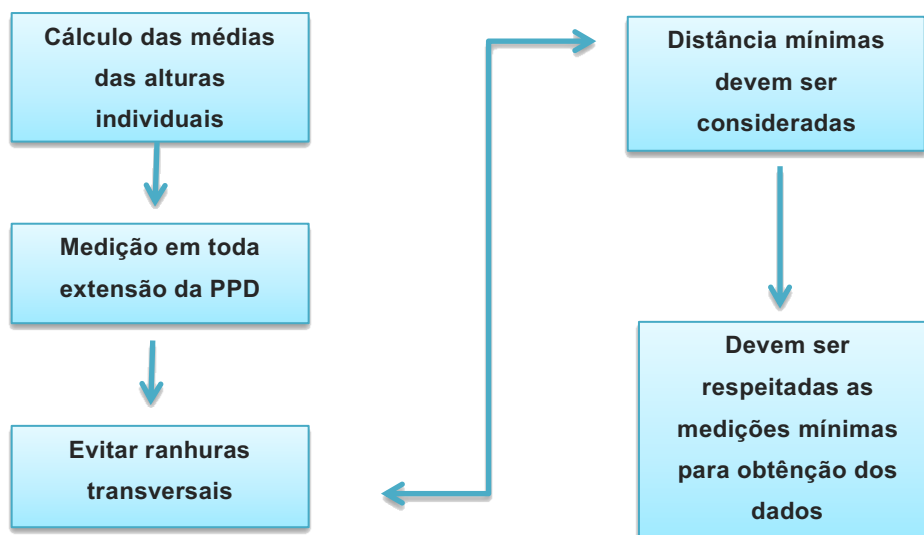 Cálculo das médias
das alturas
individuais
Medição em toda
extensão da PPD
Evitar ranhuras
transversais
Distância mínimas
devem ser
consideradas
Devem ser
respeitadas as
medições mínimas
para obtênção dos
dados